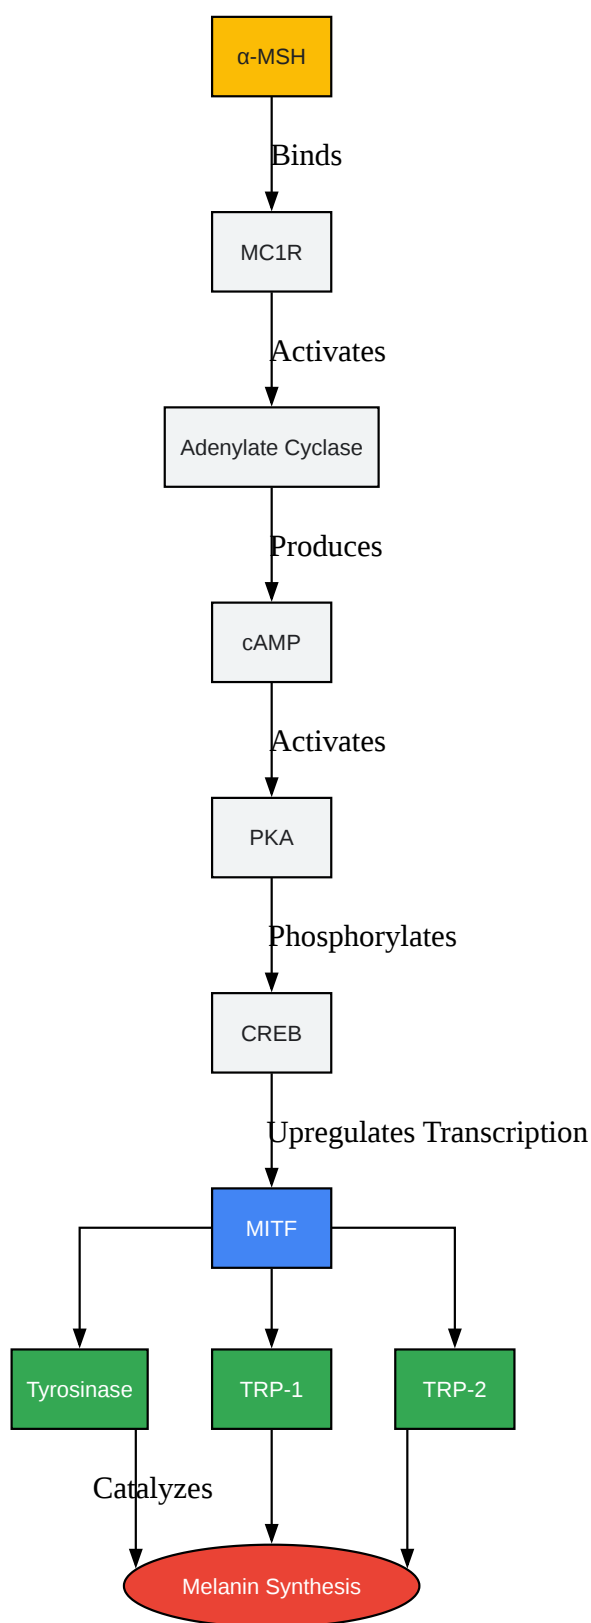 α-MSH
Binds
MC1R
Activates
Adenylate Cyclase
Produces
cAMP
Activates
PKA
Phosphorylates
CREB
Upregulates Transcription
MITF
Tyrosinase
TRP-1
TRP-2
Catalyzes
Melanin Synthesis